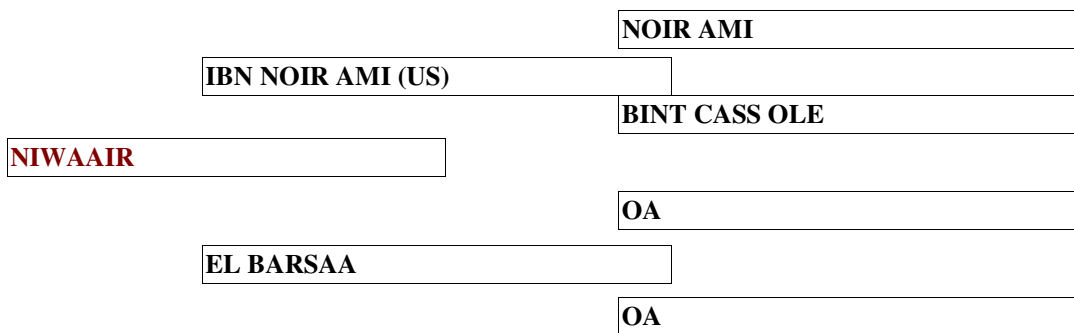 NOIR AMI
IBN NOIR AMI (US)
BINT CASS OLE
NIWAAIR
OA
EL BARSAA
OA